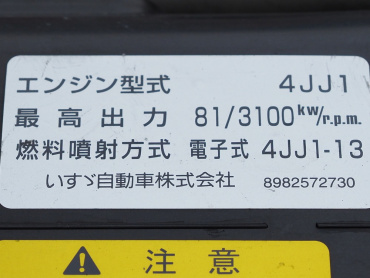 エンジン型式 4JJ1
最高出力 81/3100kw/r.p.m.
燃料噴射方式 電子式 4JJ1-13
いすゞ自動車株式会社 8982572730
注意